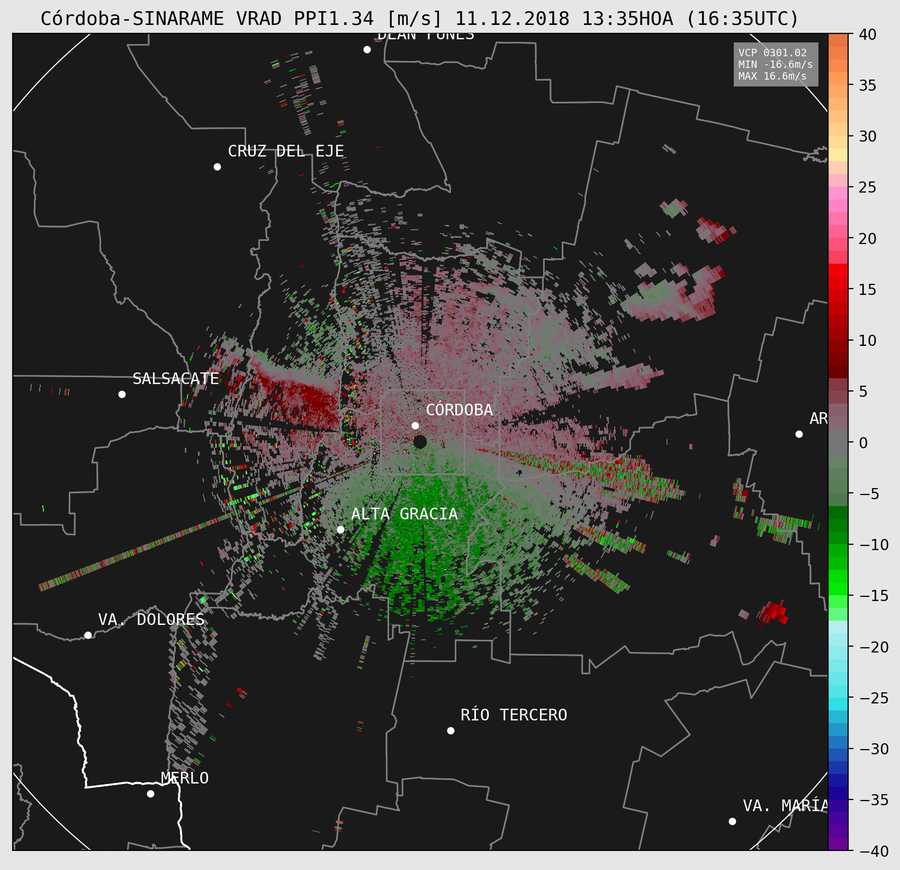 Córdoba-SINARAME VRAD PPI1.34 [m/s] 11.12.2018 13:35HOA (16:35UTC)
DEAN FUNES
VCP 0301.02
MIN -16.6m/s
MAX 16.6m/s
CRUZ DEL EJE
SALSACATE
CÓRDOBA
AR
ALTA GRACIA
VA. DOLORES
RÍO TERCERO
MERLO
VA. MARÍA
40
35
30
25
20
15
10
5
0
−5
−10
−15
−20
−25
−30
−35
−40